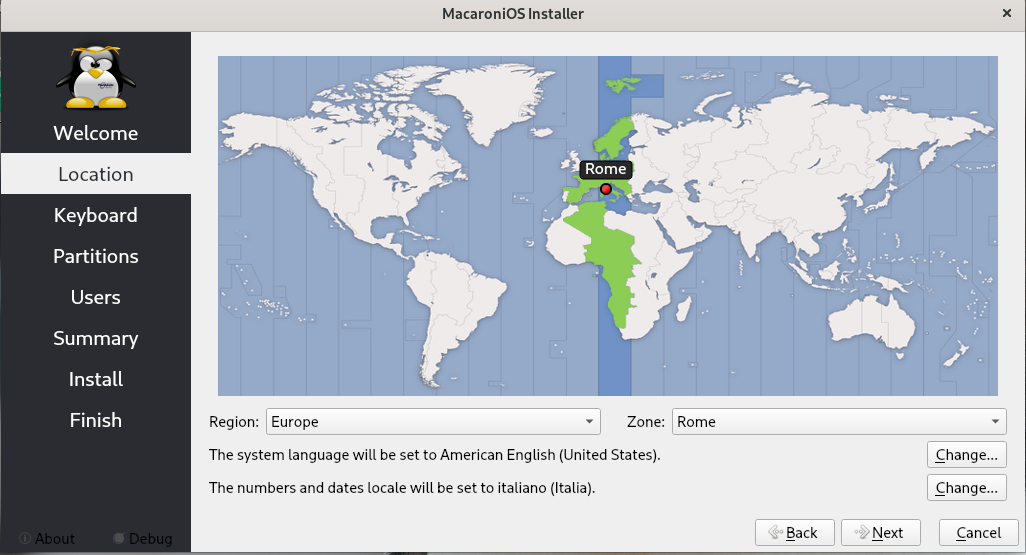 MacaroniOS Installer
Welcome
Location
Keyboard
Partitions
Users
Summary
Install
Finish
About
Debug
Rome
Region: Europe
Zone: Rome
The system language will be set to American English (United States).
Change...
The numbers and dates locale will be set to italiano (Italia).
Change...
Back
Next
Cancel